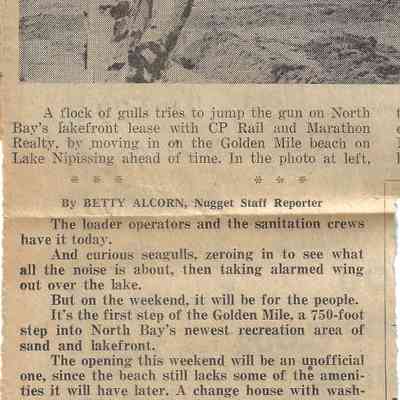 A flock of gulls tries to jump the gun on North
Bay's lakefront lease with CP Rail and Marathon
Realty, by moving in on the Golden Mile beach on
Lake Nipissing ahead of time. In the photo at left,
* * * * * *
By BETTY ALCORN, Nugget Staff Reporter
The loader operators and the sanitation crews
have it today.
And curious seagulls, zeroing in to see what
all the noise is about, then taking alarmed wing
out over the lake.
But on the weekend, it will be for the people.
It's the first step of the Golden Mile, a 750-foot
step into North Bay's newest recreation area of
sand and lakefront.
The opening this weekend will be an unofficial
one, since the beach still lacks some of the ameni-
ties it will have later. A change house with wash-